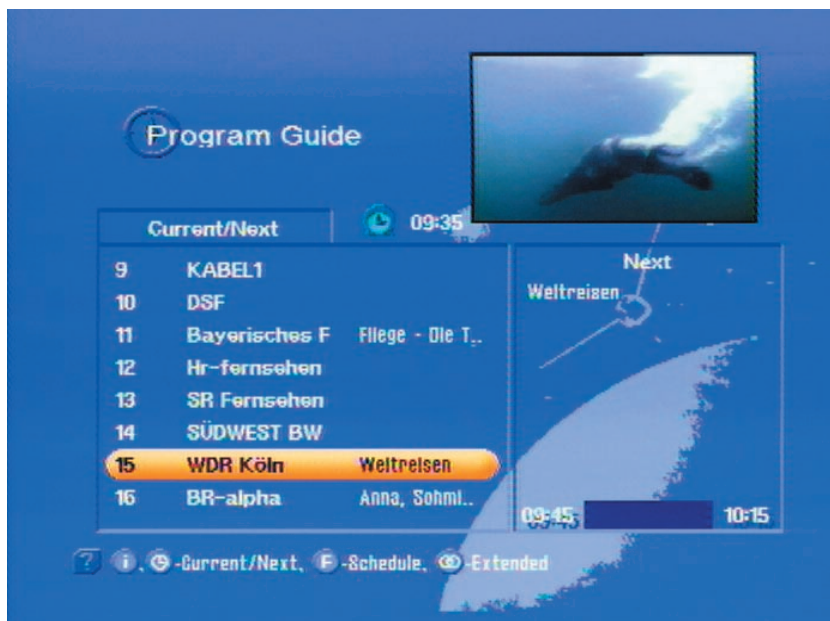 Program Guide
Current/Next 09:35
9 KABEL1
10 DSF
11 Bayerisches F Fliege - Die T..
12 Hr-fernsehen
13 SR Fernsehen
14 SÜDWEST BW
15 WDR Köln Weltreisen
16 BR-alpha Anna, Schmi..
Next
Weltreisen
09:45 10:15
? i, -Current/Next, F -Schedule, -Extended